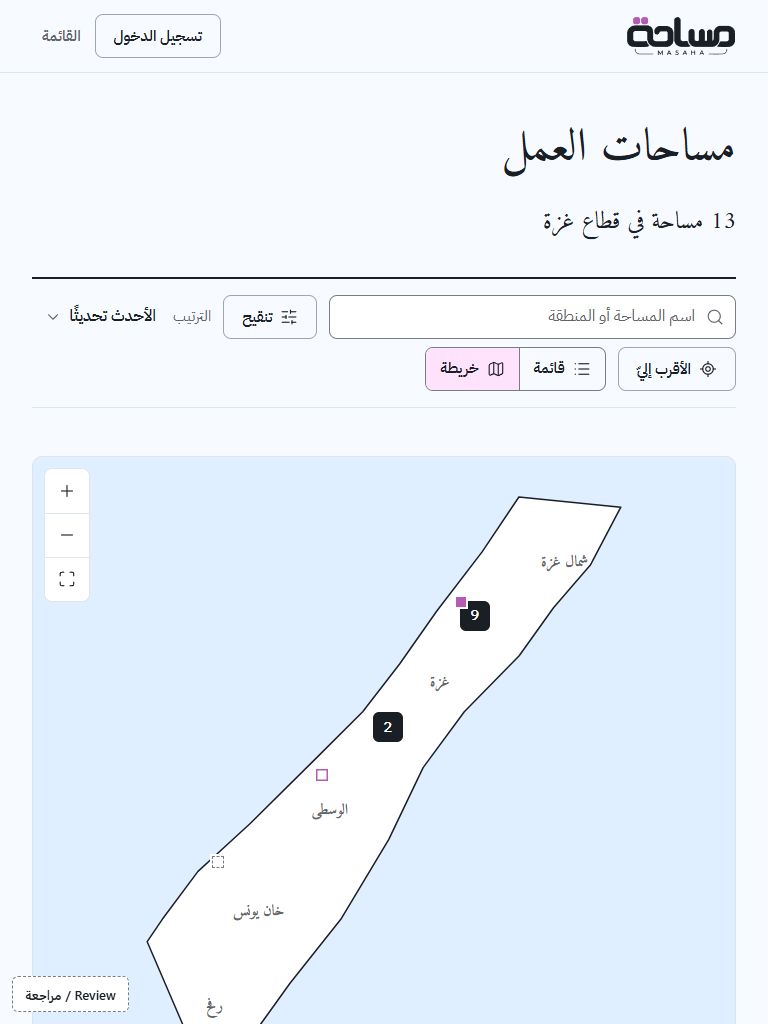 مساحة
MASAHA
تسجيل الدخول
القائمة
مساحات العمل
13 مساحة في قطاع غزة
اسم المساحة أو المنطقة
تنقيح
الترتيب
الأحدث تحديثًا
الأقرب إليّ
قائمة
خريطة
شمال غزة
9
غزة
2
الوسطى
خان يونس
رفح
Review / مراجعة